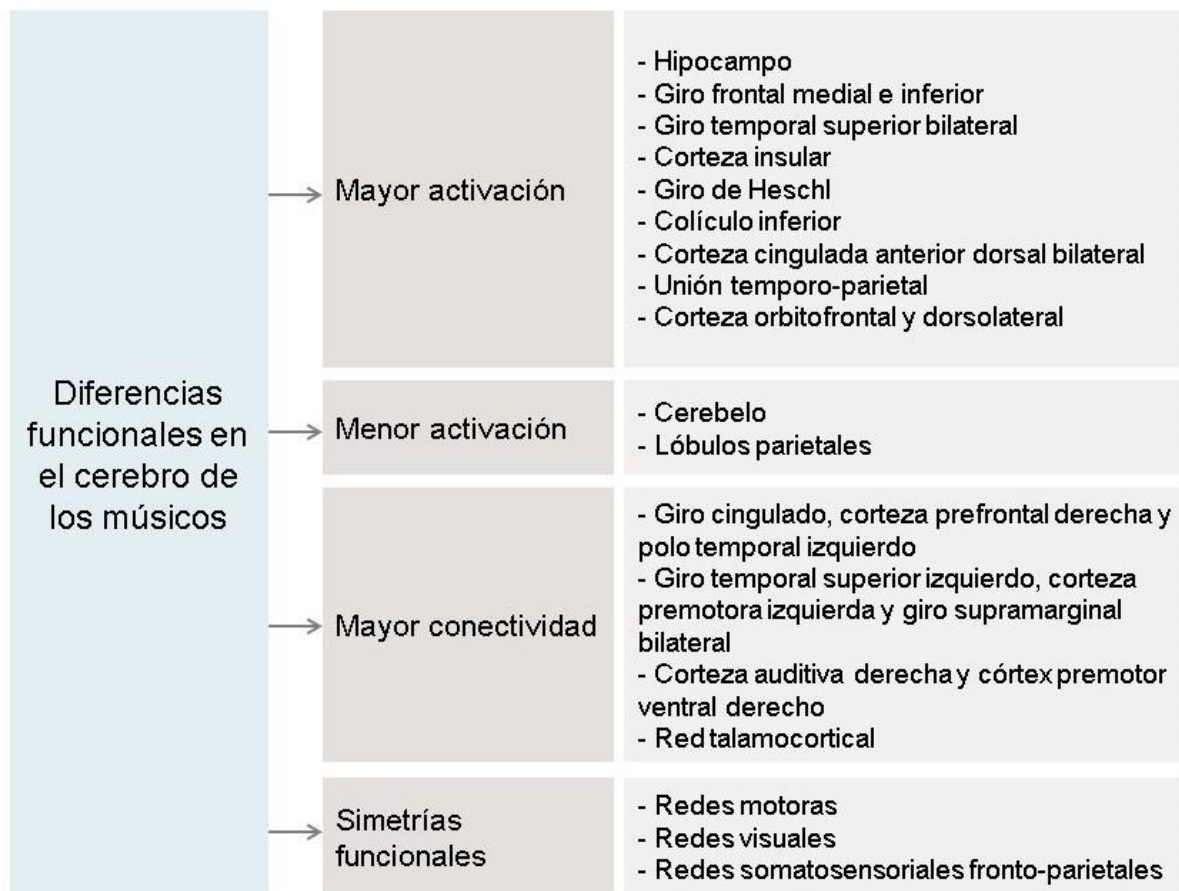 Diferencias
funcionales en
el cerebro de
los músicos
Mayor activación
- Hipocampo
- Giro frontal medial e inferior
- Giro temporal superior bilateral
- Corteza insular
- Giro de Heschl
- Colículo inferior
- Corteza cingulada anterior dorsal bilateral
- Unión temporo-parietal
- Corteza orbitofrontal y dorsolateral
Menor activación
- Cerebelo
- Lóbulos parietales
Mayor conectividad
- Giro cingulado, corteza prefrontal derecha y
polo temporal izquierdo
- Giro temporal superior izquierdo, corteza
premotora izquierda y giro supramarginal
bilateral
- Corteza auditiva derecha y córtex premotor
ventral derecho
- Red talamocortical
Simetrías
funcionales
- Redes motoras
- Redes visuales
- Redes somatosensoriales fronto-parietales